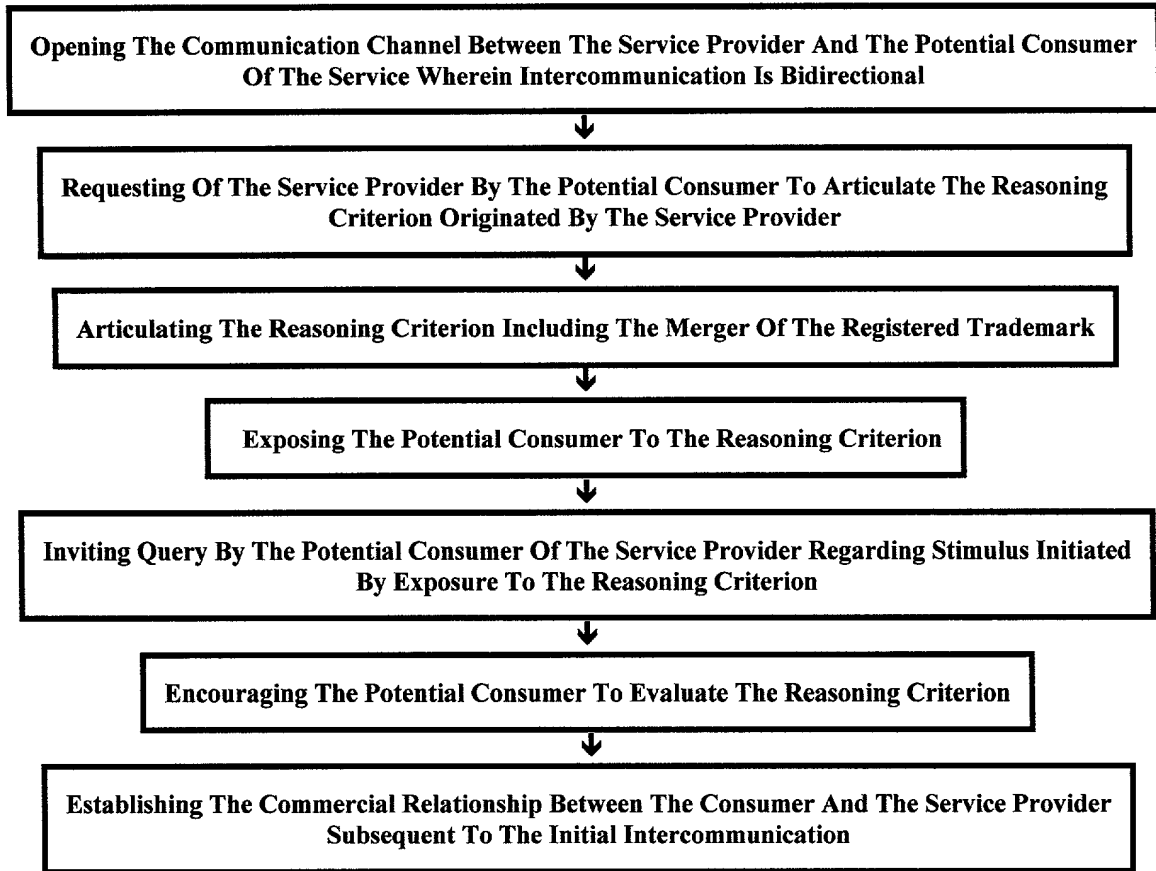 Opening The Communication Channel Between The Service Provider And The Potential Consumer
Of The Service Wherein Intercommunication Is Bidirectional
Requesting Of The Service Provider By The Potential Consumer To Articulate The Reasoning
Criterion Originated By The Service Provider
Articulating The Reasoning Criterion Including The Merger Of The Registered Trademark
Exposing The Potential Consumer To The Reasoning Criterion
Inviting Query By The Potential Consumer Of The Service Provider Regarding Stimulus Initiated
By Exposure To The Reasoning Criterion
Encouraging The Potential Consumer To Evaluate The Reasoning Criterion
Establishing The Commercial Relationship Between The Consumer And The Service Provider
Subsequent To The Initial Intercommunication